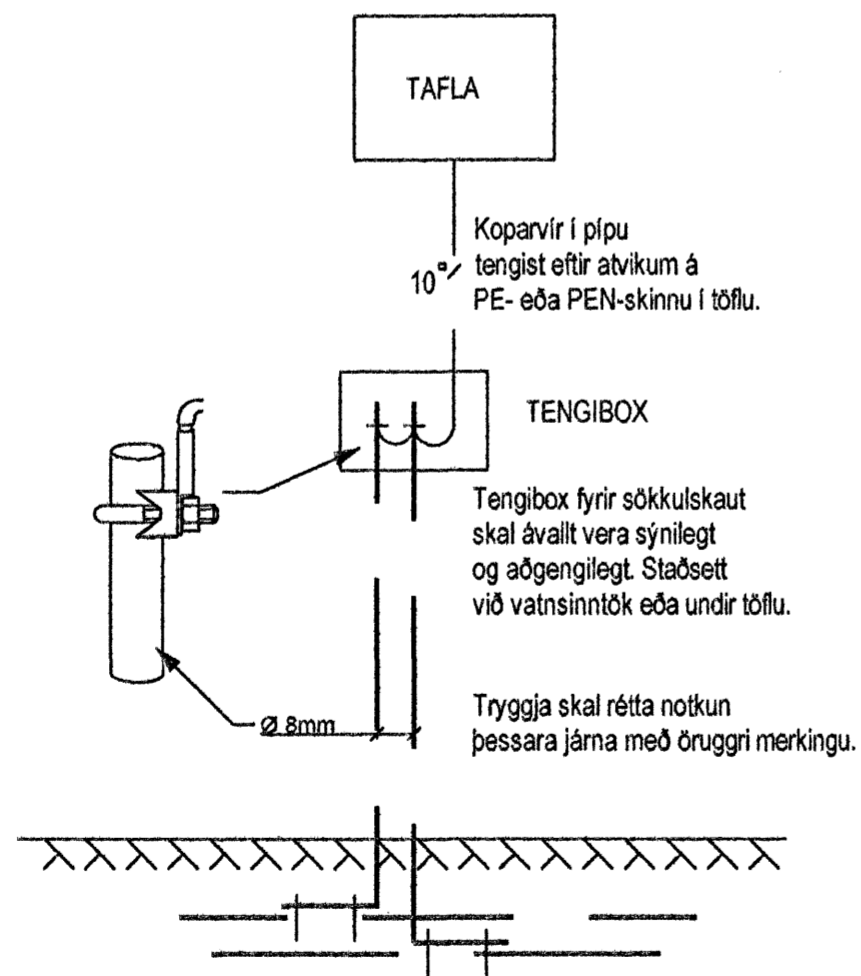 TAFLA
Koparvír í pípu
tengist eftir atvikum á
PE- eða PEN-skinnu í töflu.
10
TENGIBOX
Tengibox fyrir sökkulskaut
skal ávallt vera sýnilegt
og aðgengilegt. Staðsett
við vatnsinntök eða undir töflu.
Ø 8mm
Tryggja skal rétta notkun
þessara járna með öruggri merkingu.